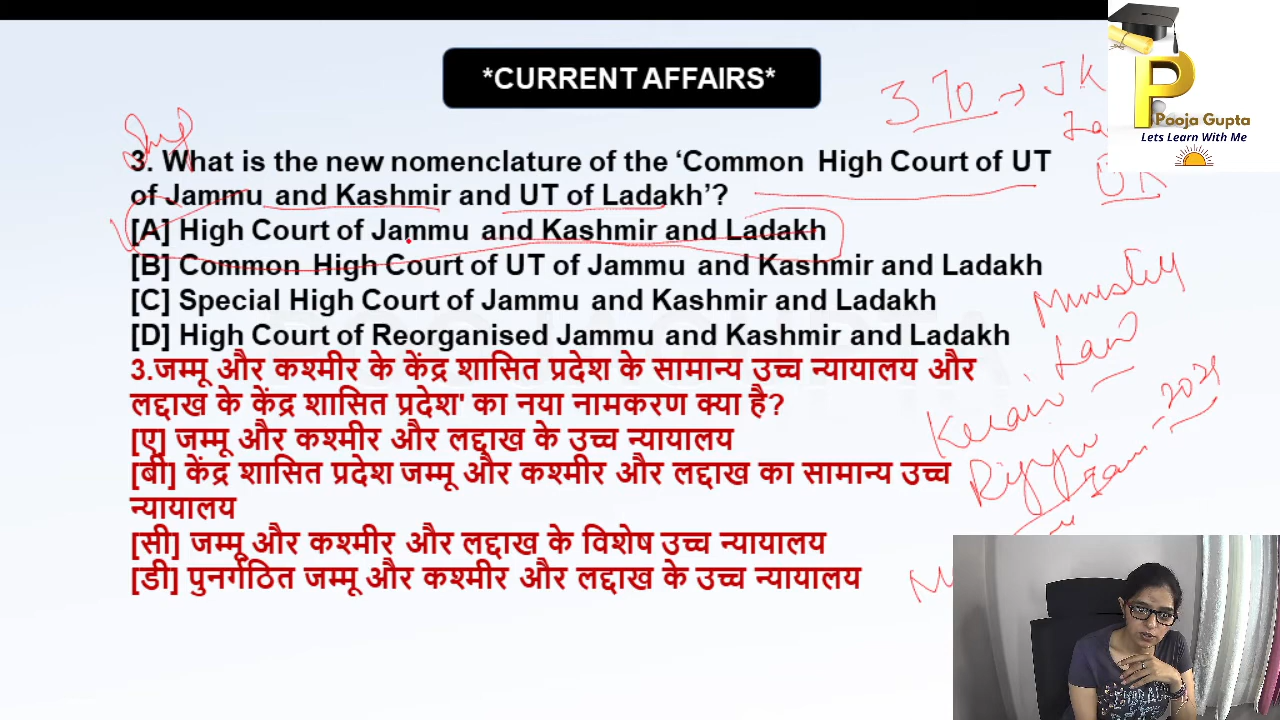 *CURRENT AFFAIRS*
370 → JK
Pooja Gupta
Lets Learn With Me
3. What is the new nomenclature of the ‘Common High Court of UT
of Jammu and Kashmir and UT of Ladakh’?
[A] High Court of Jammu and Kashmir and Ladakh
[B] Common High Court of UT of Jammu and Kashmir and Ladakh
[C] Special High Court of Jammu and Kashmir and Ladakh
[D] High Court of Reorganised Jammu and Kashmir and Ladakh
Law
2021
3.जम्मू और कश्मीर के केंद्र शासित प्रदेश के सामान्य उच्च न्यायालय और
लद्दाख के केंद्र शासित प्रदेश' का नया नामकरण क्या है?
[ए] जम्मू और कश्मीर और लद्दाख के उच्च न्यायालय
[बी] केंद्र शासित प्रदेश जम्मू और कश्मीर और लद्दाख का सामान्य उच्च
न्यायालय
[सी] जम्मू और कश्मीर और लद्दाख के विशेष उच्च न्यायालय
[डी] पुनर्गठित जम्मू और कश्मीर और लद्दाख के उच्च न्यायालय